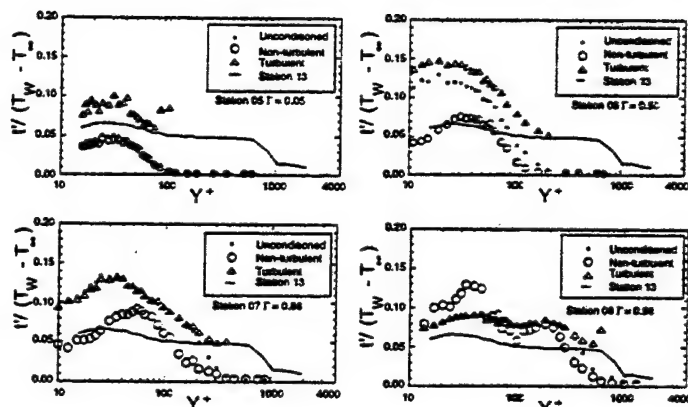 0.20
0.15
0.10
0.05
0.00
t'/ (T_W - T_∞)
Unconditioned
Non-turbulent
Turbulent
Station 13
Station 05 Γ = 0.05
10
100
1000
4000
Y+
0.20
0.15
0.10
0.05
0.00
t'/ (T_W - T_∞)
Unconditioned
Non-turbulent
Turbulent
Station 13
10
100
1000
4000
Y+
0.20
0.15
0.10
0.05
0.00
t'/ (T_W - T_∞)
Unconditioned
Non-turbulent
Turbulent
Station 13
Station 07 Γ = 0.86
10
100
1000
4000
Y+
0.20
0.15
0.10
0.05
0.00
t'/ (T_W - T_∞)
Unconditioned
Non-turbulent
Turbulent
Station 13
10
100
1000
4000
Y+